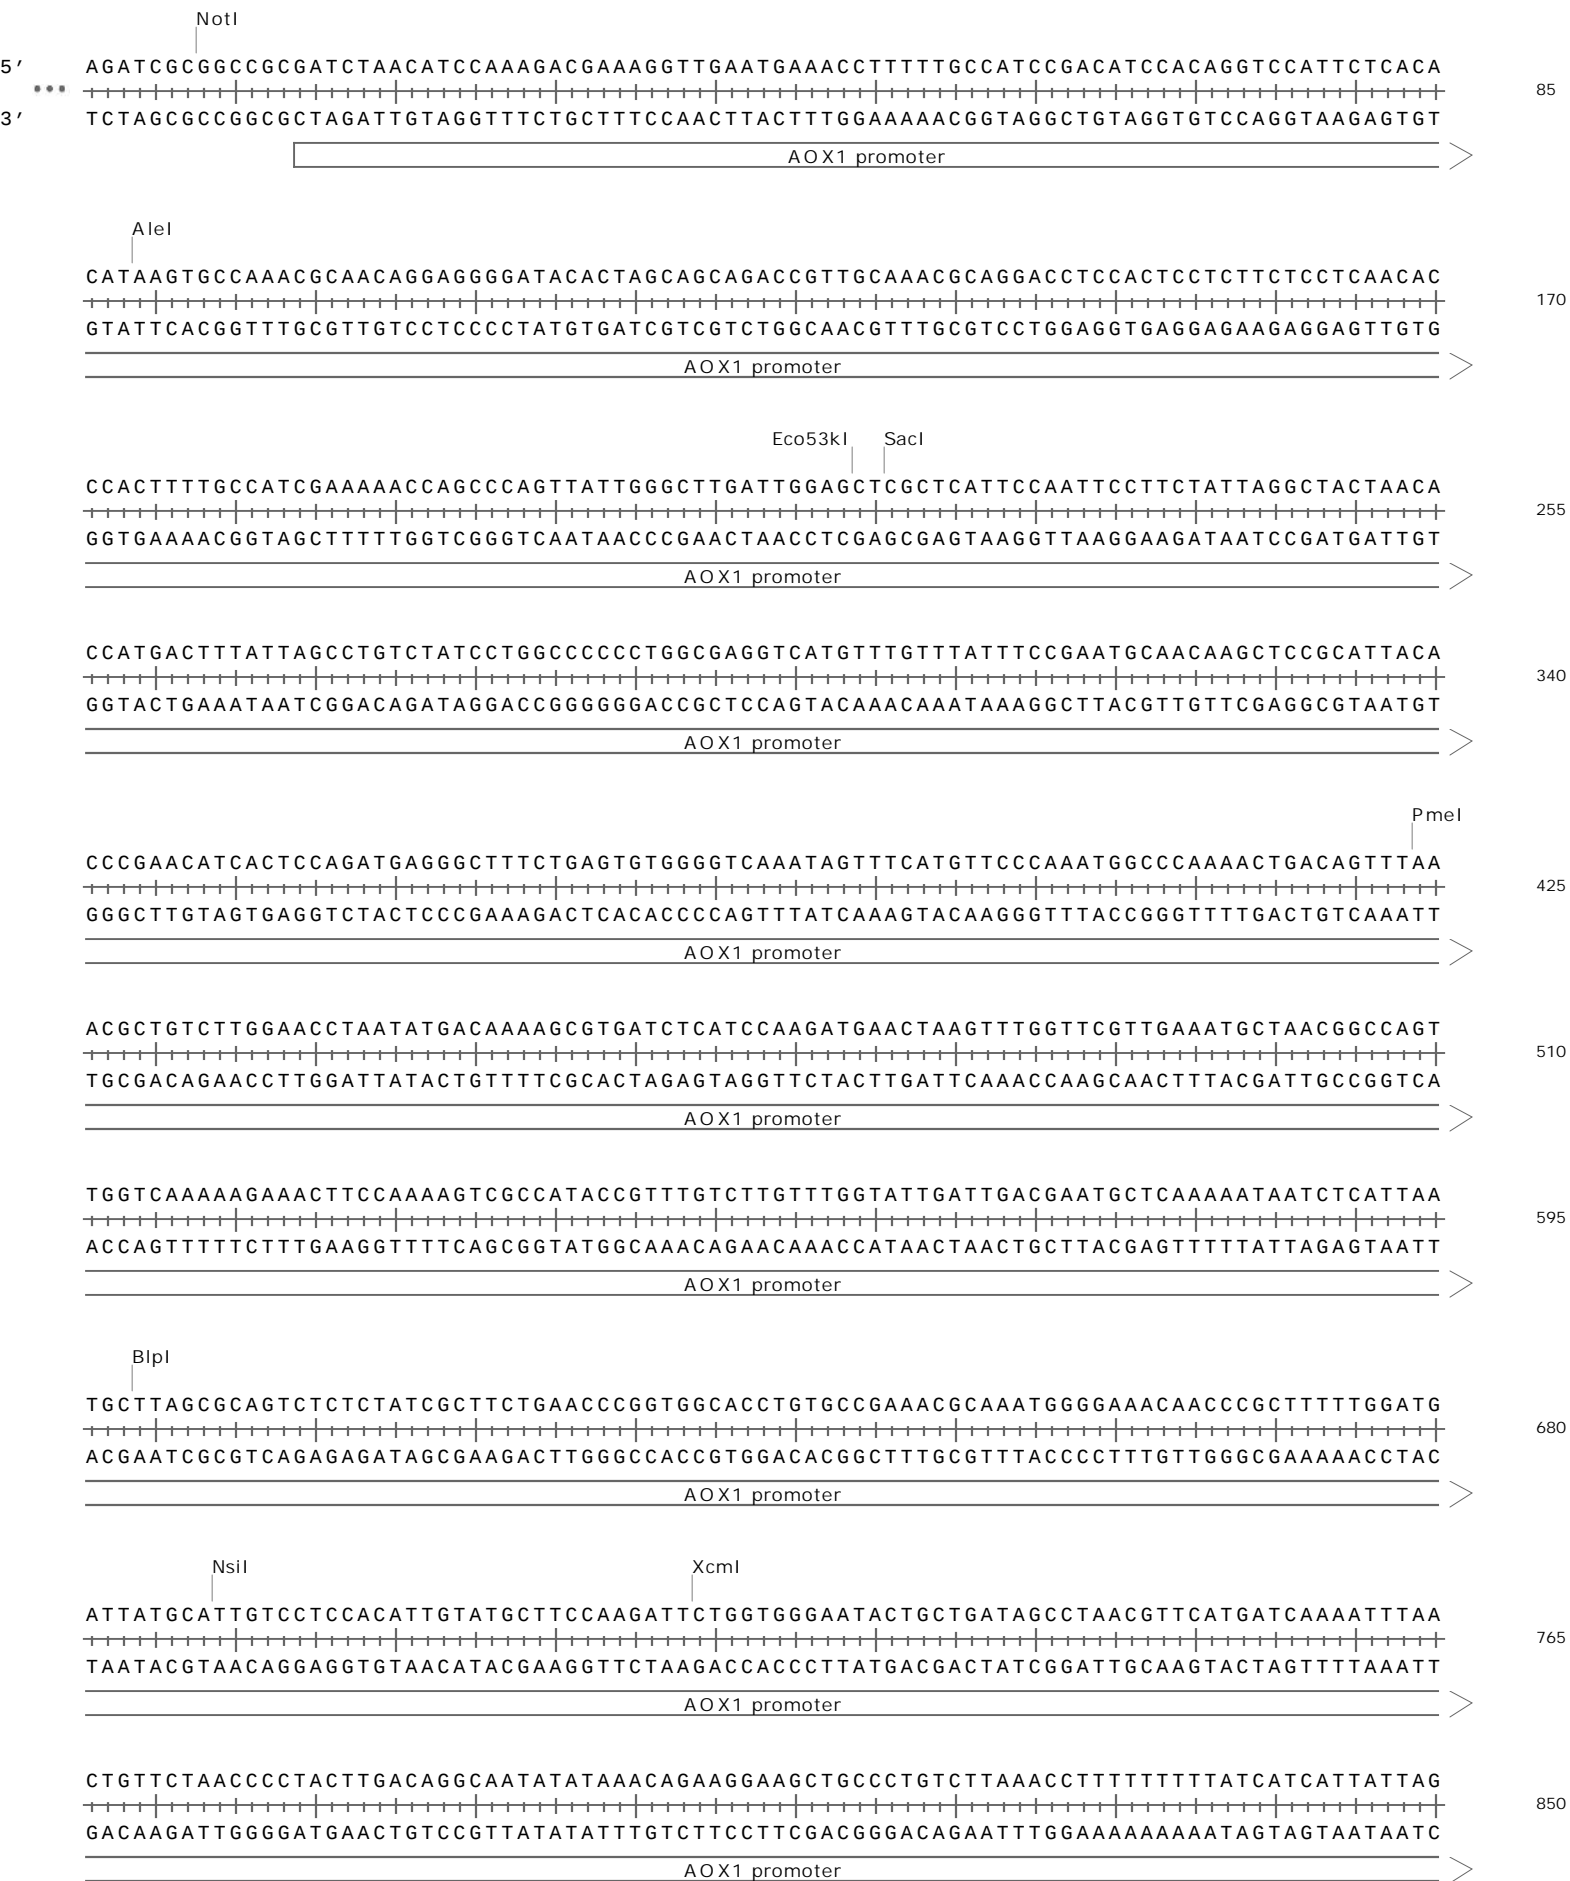 NotI
5′ AGATCGCGGCCGCGATCTAACATCCAAAGACGAAAGGTTGAATGAAACCTTTTTGCCATCCGACATCCACAGGTCCATTCTCACA
85
3′ TCTAGCGCCGGCGCTAGATTGTAGGTTTCTGCTTTCCAACTTACTTTGGAAAAACGGTAGGCTGTAGGTGTCCAGGTAAGAGTGT
AOX1 promoter
AleI
CATAAGTGCCAAACGCAACAGGAGGGGATACACTAGCAGCAGACCGTTGCAAACGCAGGACCTCCACTCCTCTTCTCCTCAACAC
170
GTATTCACGGTTTGCGTTGTCCTCCCCTATGTGATCGTCGTCTGGCAACGTTTGCGTCCTGGAGGTGAGGAGAAGAGGAGTTGTG
AOX1 promoter
Eco53kI SacI
CCACTTTTGCCATCGAAAAACCAGCCCAGTTATTGGGCTTGATTGGAGCTCGCTCATTCCAATTCCTTCTATTAGGCTACTAACA
255
GGTGAAAACGGTAGCTTTTTGGTCGGGTCAATAACCCGAACTAACCTCGAGCGAGTAAGGTTAAGGAAGATAATCCGATGATTGT
AOX1 promoter
CCATGACTTTATTAGCCTGTCTATCCTGGCCCCCCTGGCGAGGTCATGTTTGTTTATTTCCGAATGCAACAAGCTCCGCATTACA
340
GGTACTGAAATAATCGGACAGATAGGACCGGGGGGACCGCTCCAGTACAAACAAATAAAGGCTTACGTTGTTCGAGGCGTAATGT
AOX1 promoter
PmeI
CCCGAACATCACTCCAGATGAGGGCTTTCTGAGTGTGGGGTCAAATAGTTTCATGTTCCCAAATGGCCCAAAACTGACAGTTTAA
425
GGGCTTGTAGTGAGGTCTACTCCCGAAAGACTCACACCCCAGTTTATCAAAGTACAAGGGTTTACCGGGTTTTGACTGTCAAATT
AOX1 promoter
ACGCTGTCTTGGAACCTAATATGACAAAAGCGTGATCTCATCCAAGATGAACTAAGTTTGGTTCGTTGAAATGCTAACGGCCAGT
510
TGCGACAGAACCTTGGATTATACTGTTTTCGCACTAGAGTAGGTTCTACTTGATTCAAACCAAGCAACTTTACGATTGCCGGTCA
AOX1 promoter
TGGTCAAAAAGAAACTTCCAAAAGTCGCCATACCGTTTGTCTTGTTTGGTATTGATTGACGAATGCTCAAAAATAATCTCATTAA
595
ACCAGTTTTTCTTTGAAGGTTTTCAGCGGTATGGCAAACAGAACAAACCATAACTAACTGCTTACGAGTTTTTATTAGAGTAATT
AOX1 promoter
BlpI
TGCTTAGCGCAGTCTCTCTATCGCTTCTGAACCCGGTGGCACCTGTGCCGAAACGCAAATGGGGAAACAACCCGCTTTTTGGATG
680
ACGAATCGCGTCAGAGAGATAGCGAAGACTTGGGCCACCGTGGACACGGCTTTGCGTTTACCCCTTTGTTGGGCGAAAAACCTAC
AOX1 promoter
NsiI XcmI
ATTATGCATTGTCCTCCACATTGTATGCTTCCAAGATTCTGGTGGGAATACTGCTGATAGCCTAACGTTCATGATCAAAATTTAA
765
TAATACGTAACAGGAGGTGTAACATACGAAGGTTCTAAGACCACCCTTATGACGACTATCGGATTGCAAGTACTAGTTTTAAATT
AOX1 promoter
CTGTTCTAACCCCTACTTGACAGGCAATATATAAACAGAAGGAAGCTGCCCTGTCTTAAACCTTTTTTTTTATCATCATTATTAG
850
GACAAGATTGGGGATGAACTGTCCGTTATATATTTGTCTTCCTTCGACGGGACAGAATTTGGAAAAAAAAATAGTAGTAATAATC
AOX1 promoter